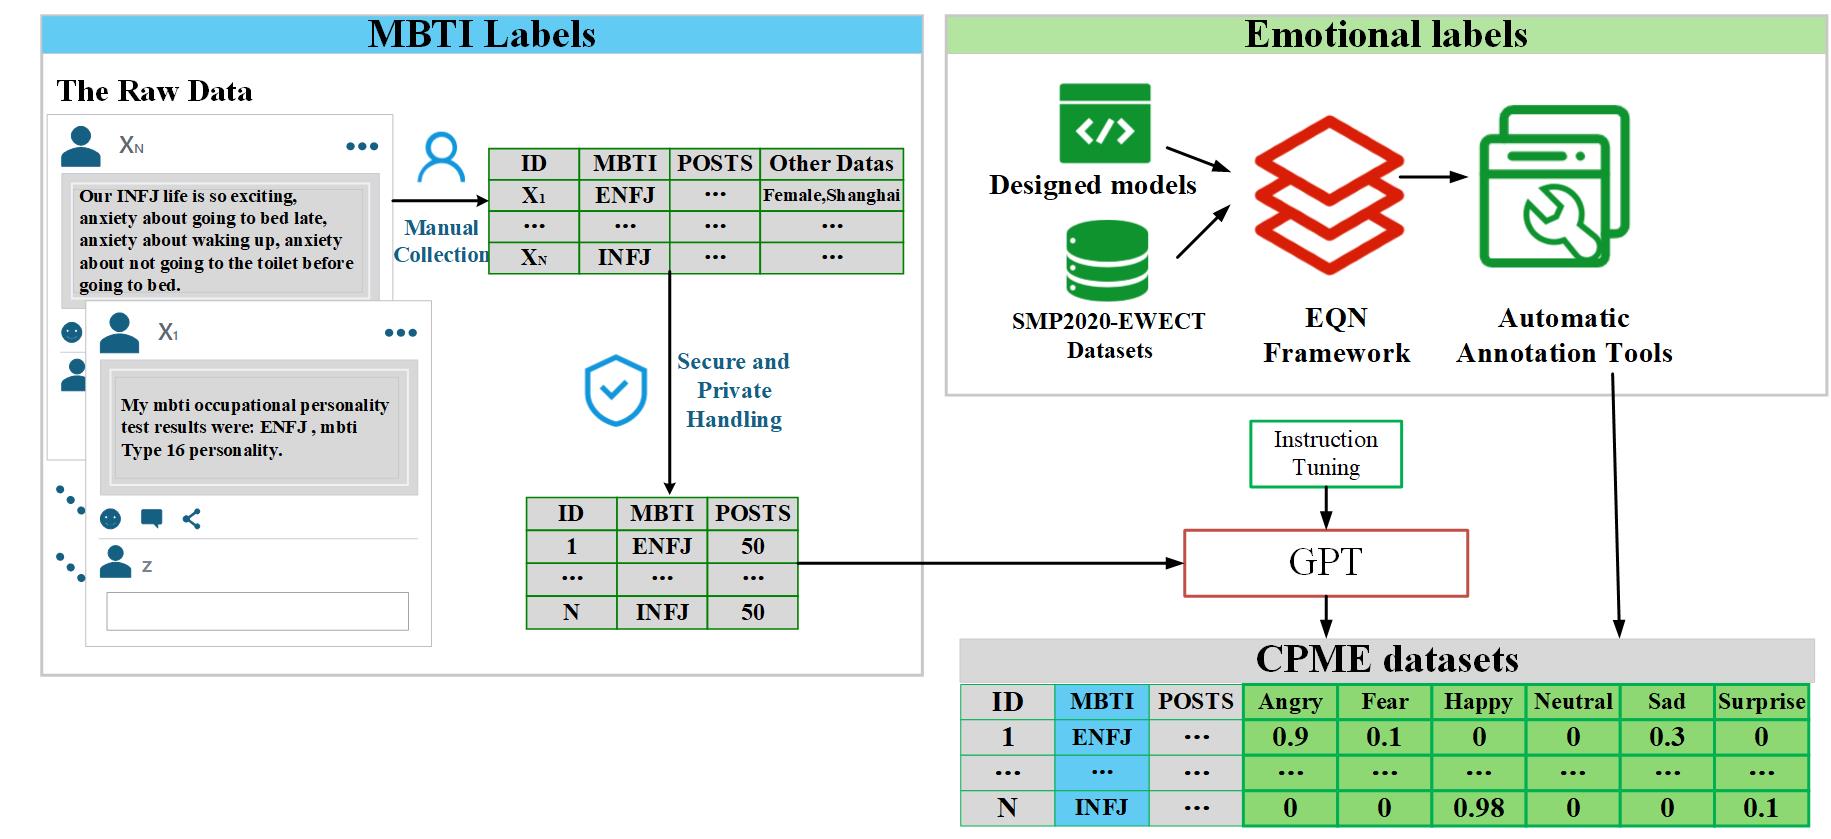 MBTI Labels
The Raw Data
XN
Our INFJ life is so exciting,
anxiety about going to bed late,
anxiety about waking up, anxiety
about not going to the toilet before
going to bed.
X1
My mbti occupational personality
test results were: ENFJ , mbti
Type 16 personality.
z
Manual
Collection
ID MBTI POSTS Other Datas
X1 ENFJ ... Female,Shanghai
... ... ... ...
XN INFJ ... ...
Secure and
Private
Handling
ID MBTI POSTS
1 ENFJ 50
... ... ...
N INFJ 50
Emotional labels
Designed models
SMP2020-EWECT
Datasets
EQN
Framework
Automatic
Annotation Tools
Instruction
Tuning
GPT
CPME datasets
ID MBTI POSTS Angry Fear Happy Neutral Sad Surprise
1 ENFJ ... 0.9 0.1 0 0 0.3 0
... ... ... ... ... ... ... ... ...
N INFJ ... 0 0 0.98 0 0 0.1